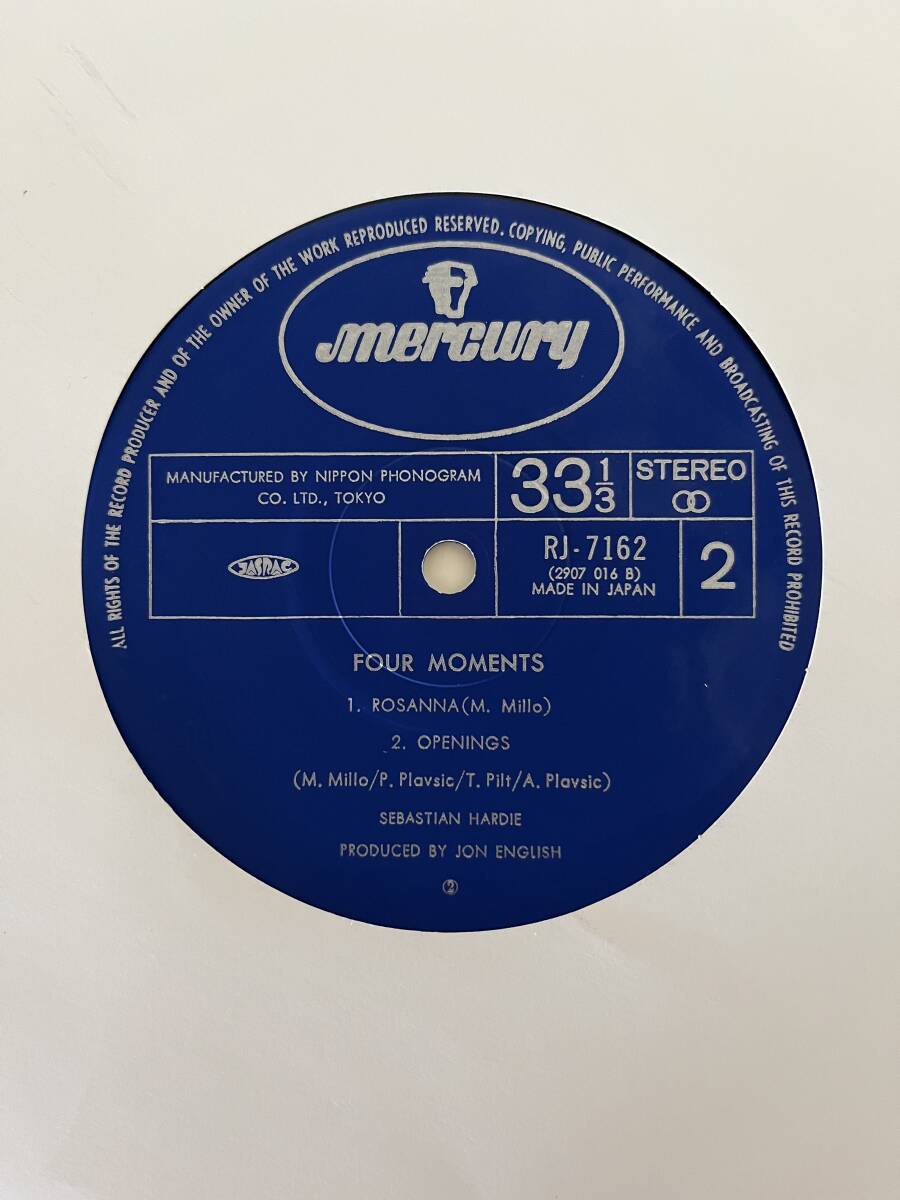 ALL RIGHTS OF THE RECORD PRODUCER AND OF THE OWNER OF THE WORK REPRODUCED RESERVED. COPYING, PUBLIC PERFORMANCE AND BROADCASTING OF THIS RECORD PROHIBITED
mercury
MANUFACTURED BY NIPPON PHONOGRAM
CO. LTD., TOKYO
33 1/3
STEREO
JASRAC
RJ-7162
(2907 016 B)
MADE IN JAPAN
2
FOUR MOMENTS
1. ROSANNA(M. Millo)
2. OPENINGS
(M. Millo/P. Plavsic/T. Pilt/A. Plavsic)
SEBASTIAN HARDIE
PRODUCED BY JON ENGLISH
②